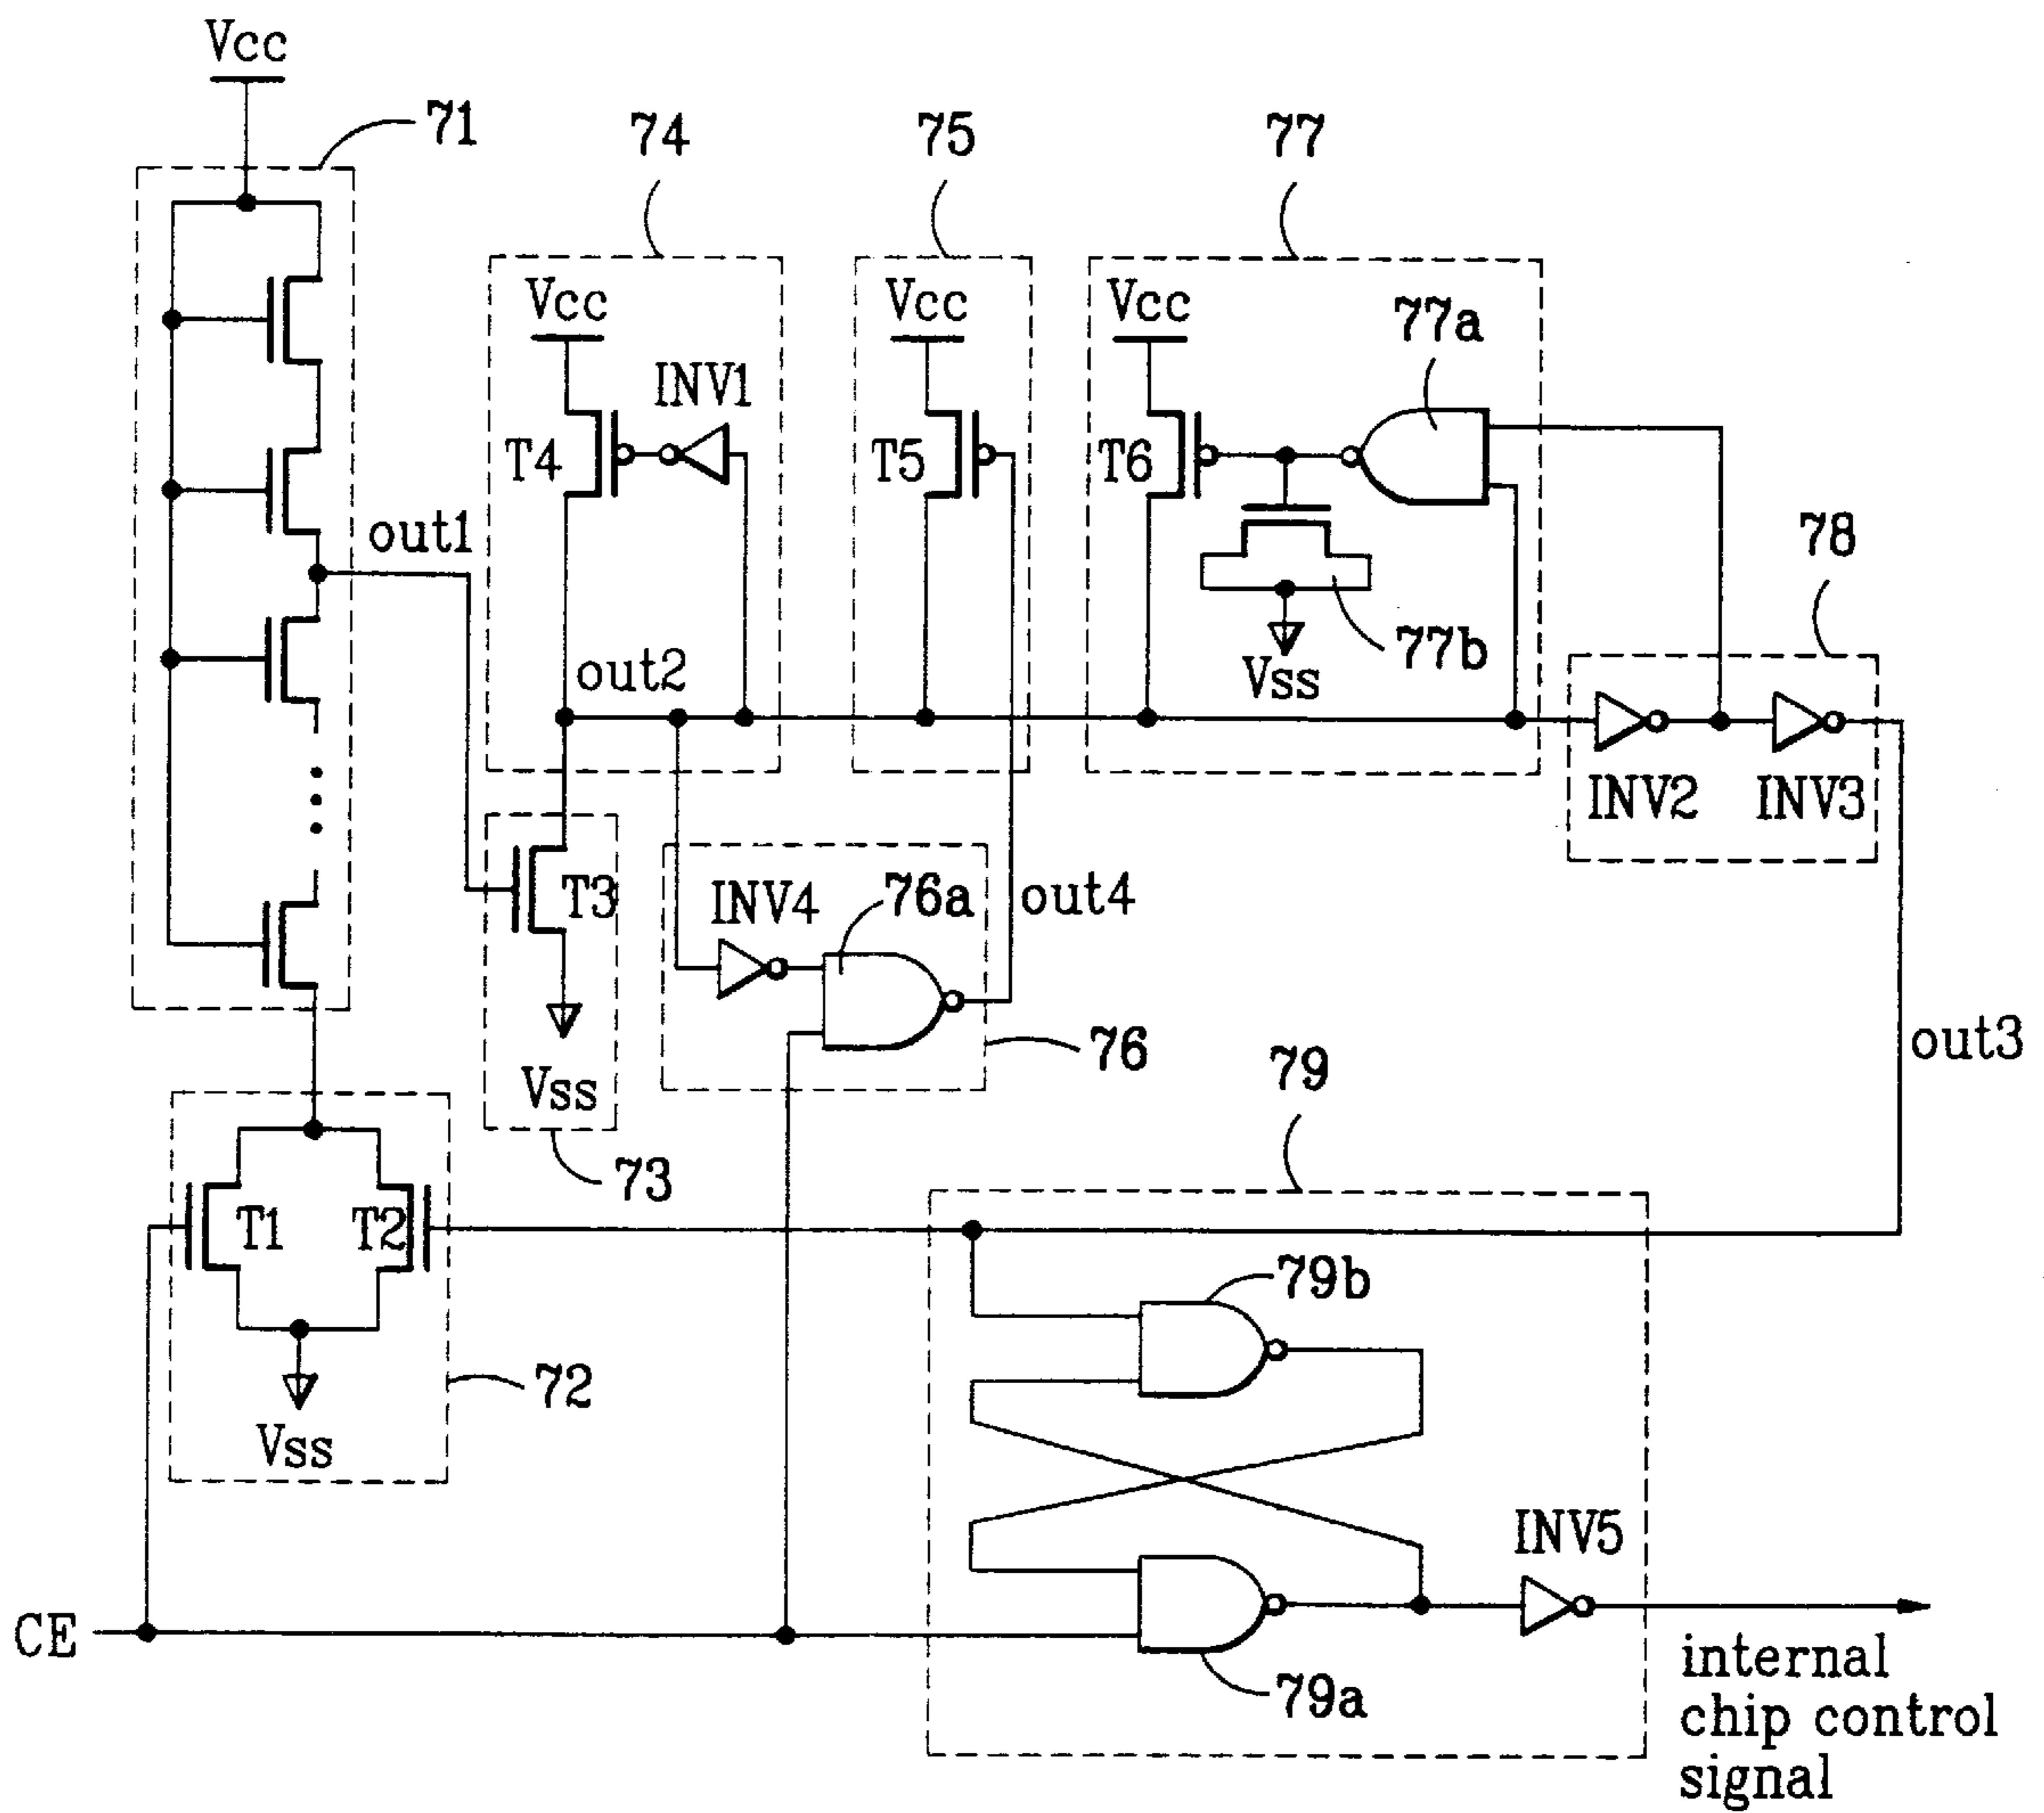 Vcc
71
74
75
77
Vcc
Vcc
Vcc
77a
INV1
T4
T5
T6
out1
78
77b
Vss
out2
INV2
INV3
T3
INV4
76a
out4
Vss
76
out3
79
73
T1
T2
79b
72
Vss
INV5
CE
79a
internal
chip control
signal